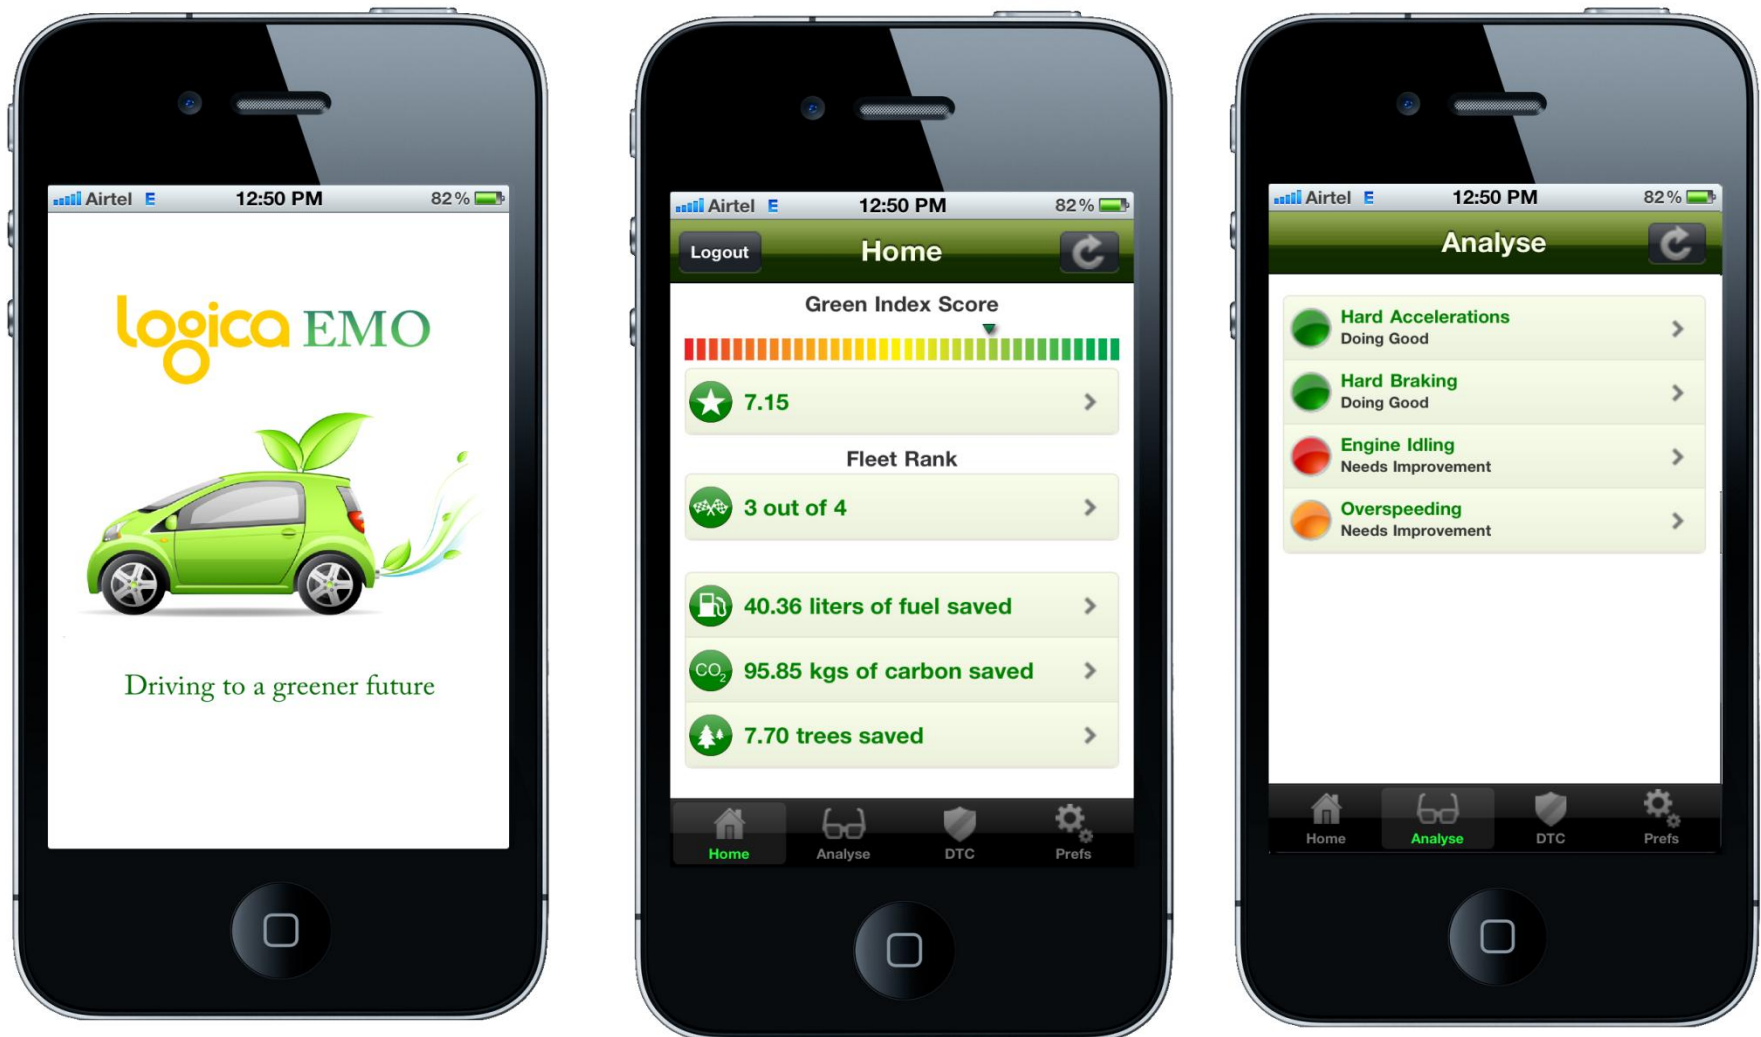 Airtel E 12:50 PM 82%
logica EMO
Driving to a greener future
Airtel E 12:50 PM 82%
Logout Home
Green Index Score
7.15
Fleet Rank
3 out of 4
40.36 liters of fuel saved
CO2 95.85 kgs of carbon saved
7.70 trees saved
Home Analyse DTC Prefs
Airtel E 12:50 PM 82%
Analyse
Hard Accelerations
Doing Good
Hard Braking
Doing Good
Engine Idling
Needs Improvement
Overspeeding
Needs Improvement
Home Analyse DTC Prefs